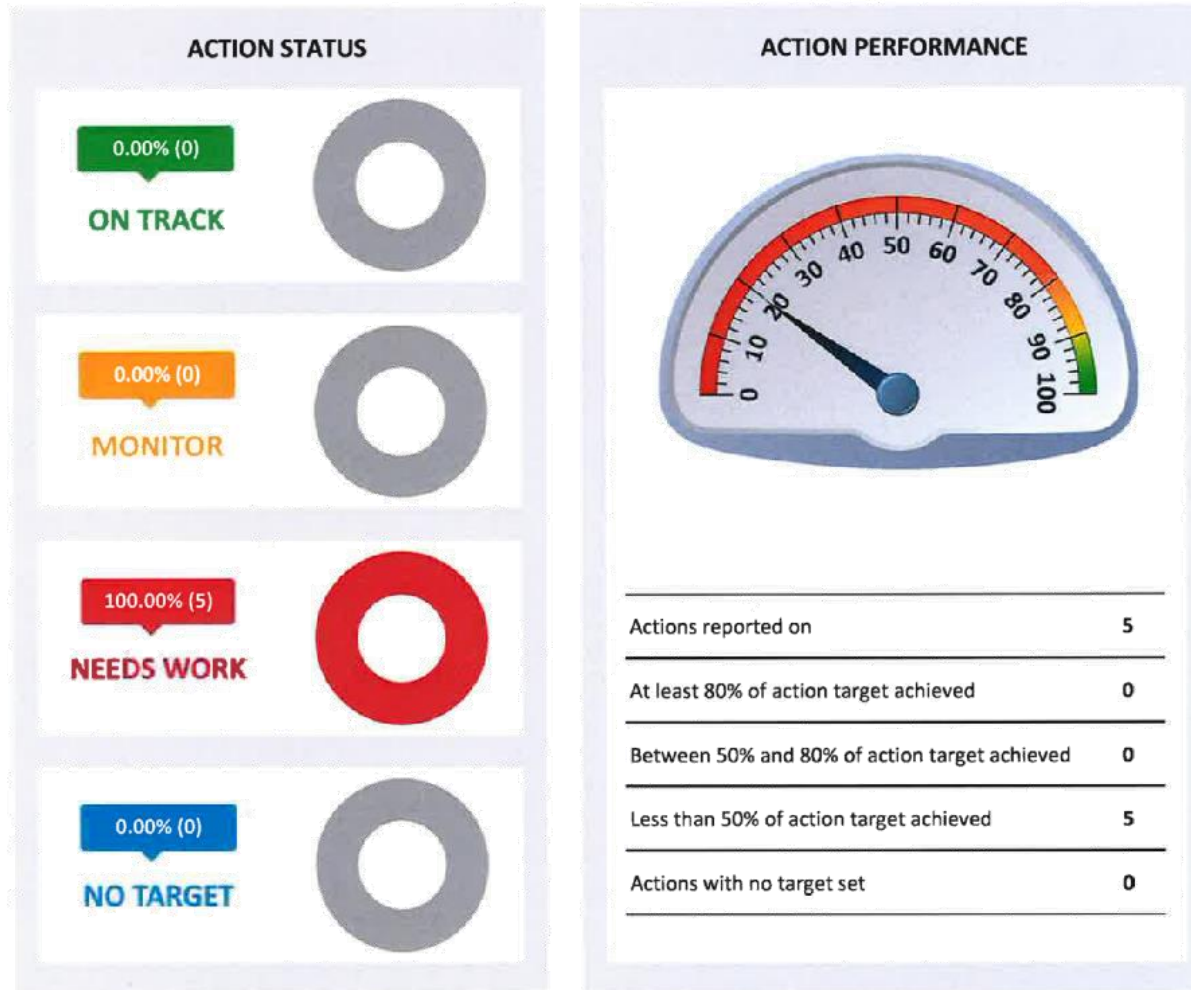 ACTION STATUS
0.00% (0)
ON TRACK
0.00% (0)
MONITOR
100.00% (5)
NEEDS WORK
0.00% (0)
NO TARGET
ACTION PERFORMANCE
0
10
20
30
40
50
60
70
80
90
100
Actions reported on 5
At least 80% of action target achieved 0
Between 50% and 80% of action target achieved 0
Less than 50% of action target achieved 5
Actions with no target set 0